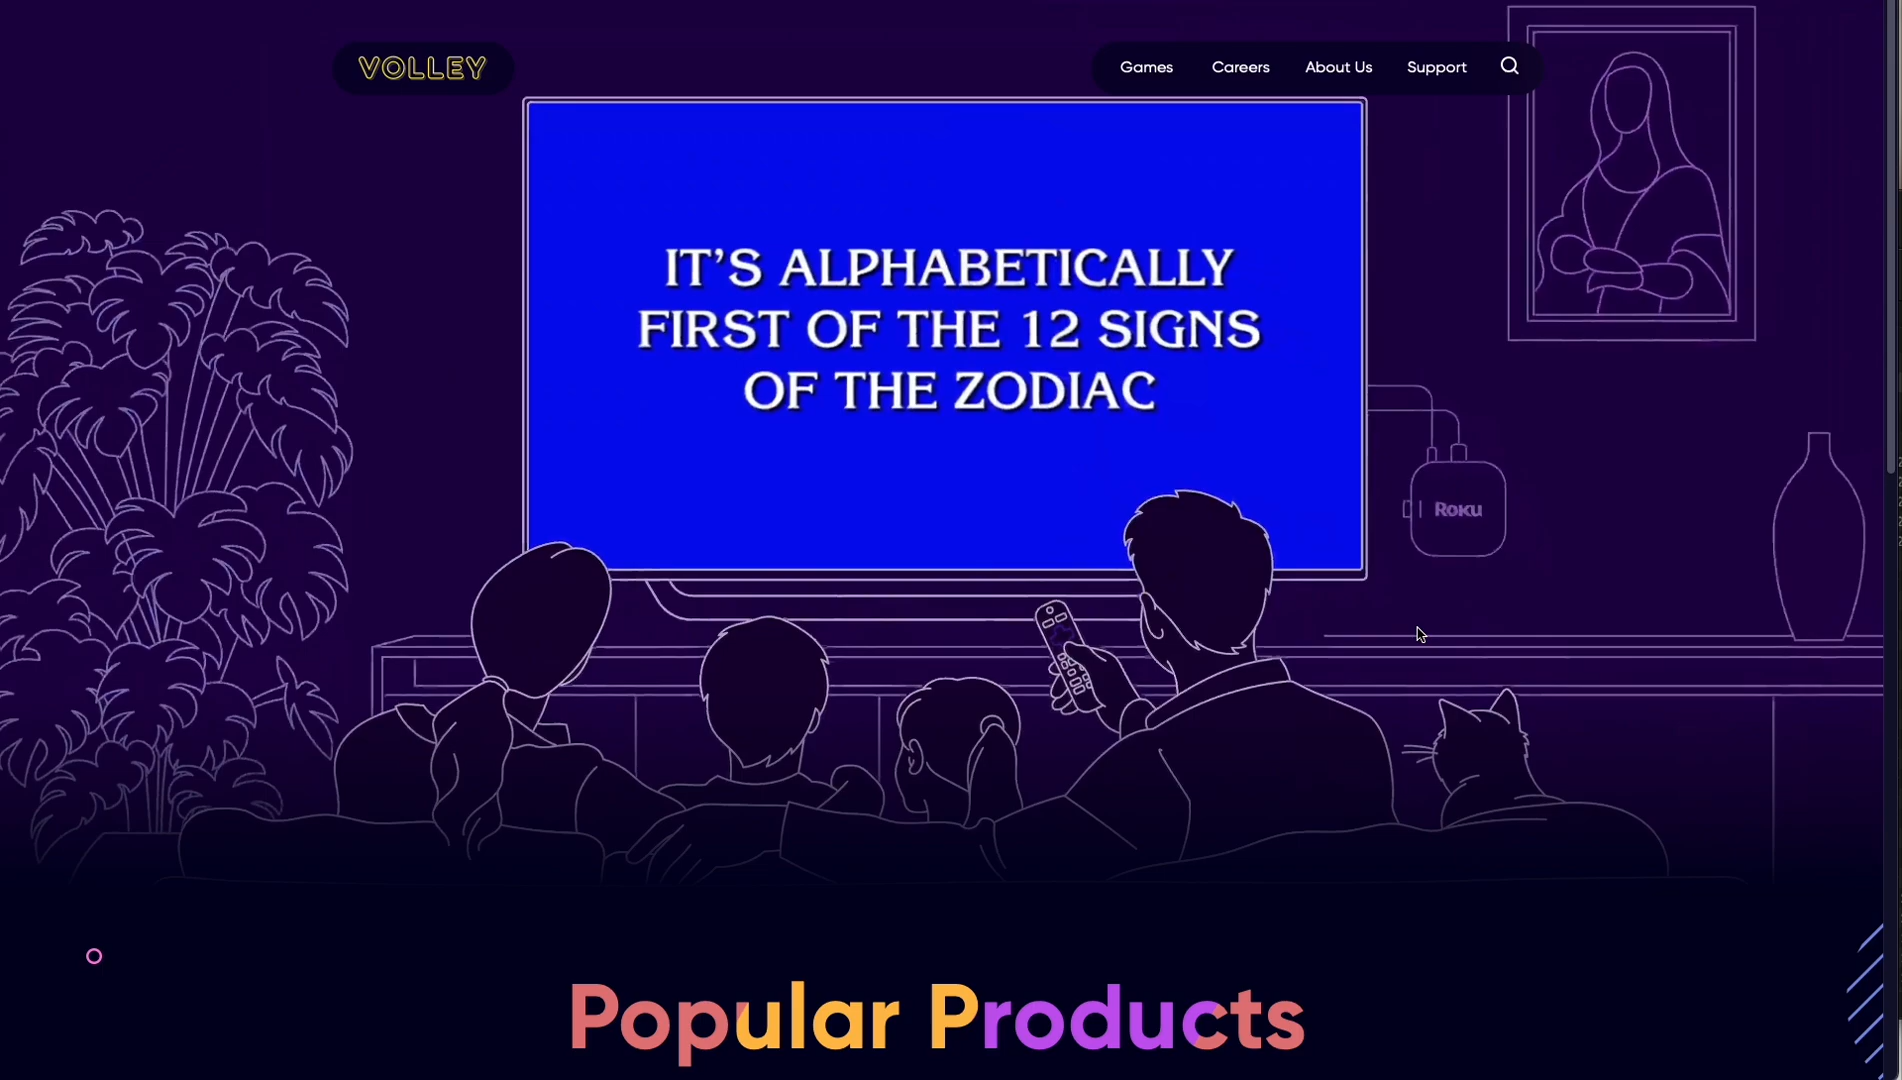 VOLLEY
Games Careers About Us Support
IT'S ALPHABETICALLY
FIRST OF THE 12 SIGNS
OF THE ZODIAC
Roku
Popular Products